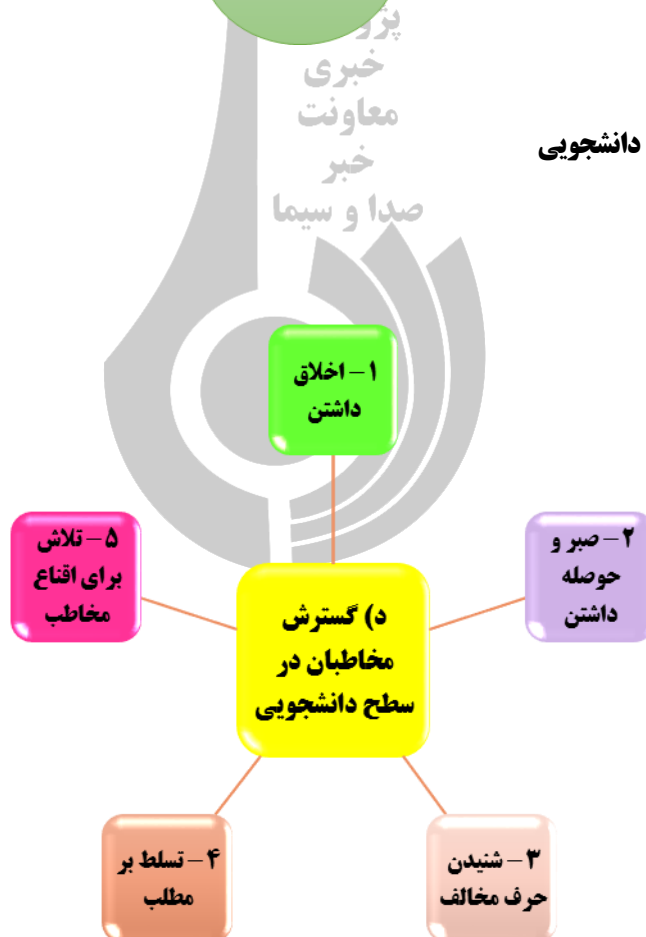 خبری
معاونت
خبر
صدا و سیما
دانشجویی
۱ – اخلاق
داشتن
۲ – صبر و
حوصله
داشتن
۳ – شنیدن
حرف مخالف
۴ – تسلط بر
مطلب
۵ – تلاش
برای اقناع
مخاطب
د) گسترش
مخاطبان در
سطح دانشجویی